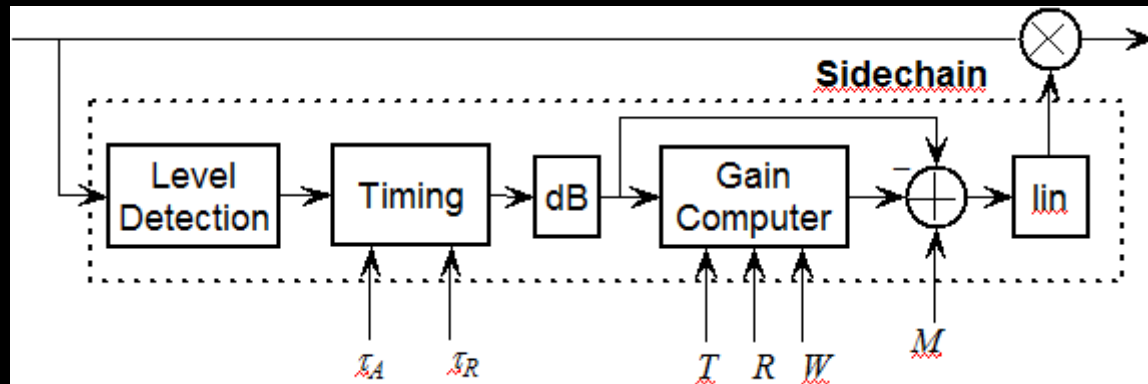 Sidechain
Level
Detection
Timing
dB
Gain
Computer
−
lin
τA
τR
T
R
W
M